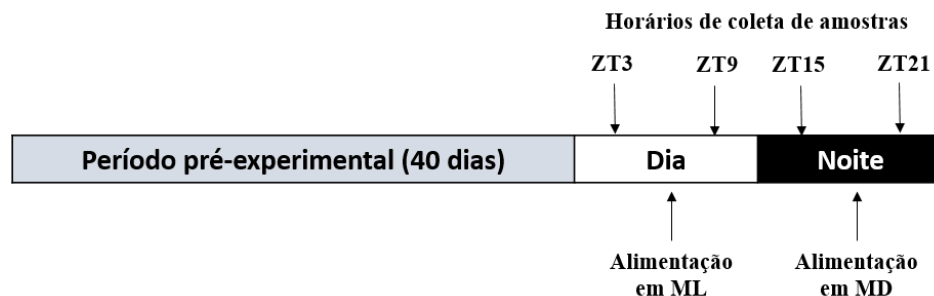 Horários de coleta de amostras
ZT3 ZT9 ZT15 ZT21
Período pré-experimental (40 dias) Dia Noite
Alimentação Alimentação
em ML em MD